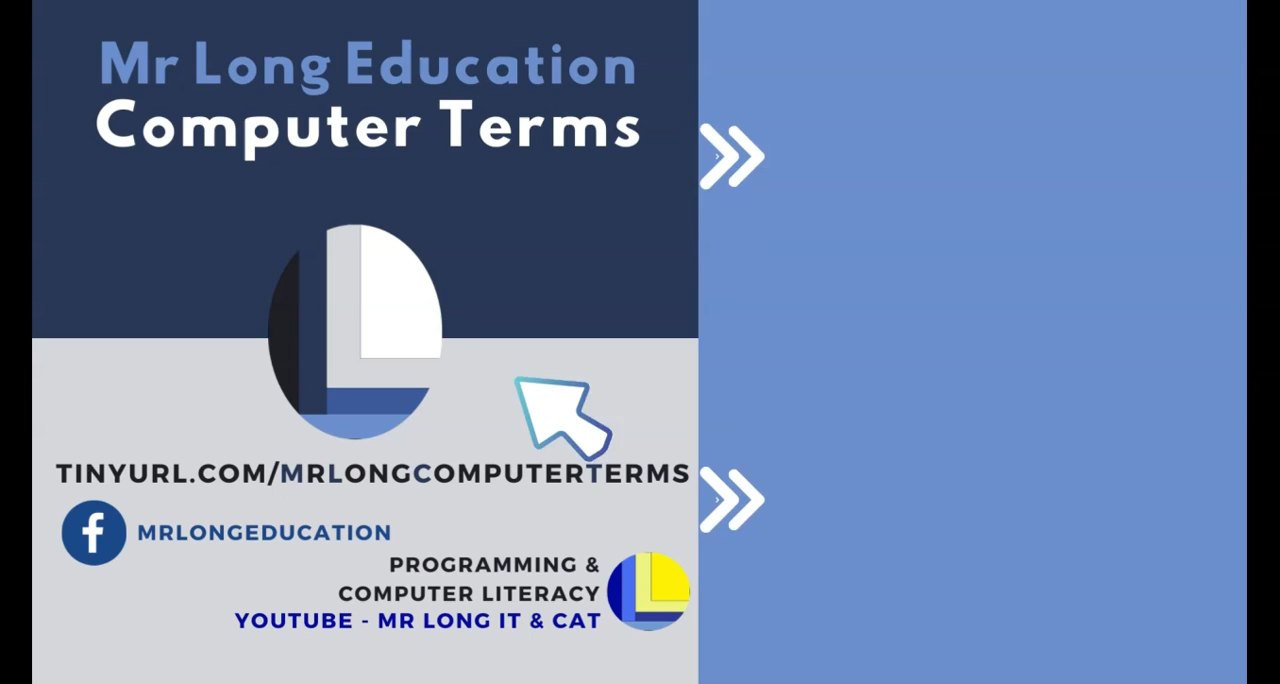 Mr Long Education
Computer Terms
TINYURL.COM/MRLONGCOMPUTERTERMS
MRLONGEDUCATION
PROGRAMMING &
COMPUTER LITERACY
YOUTUBE - MR LONG IT & CAT